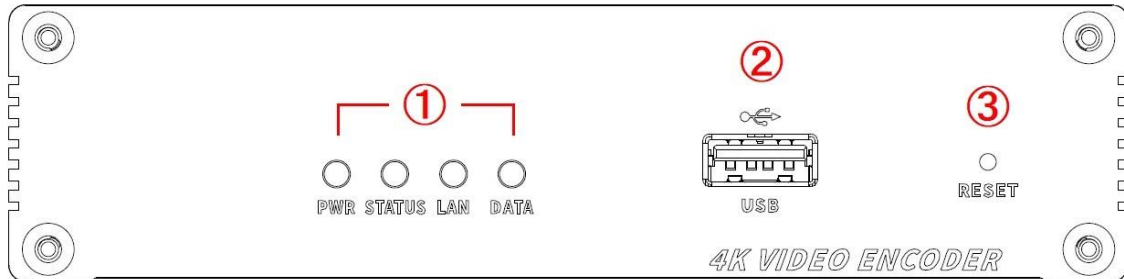 ① ② ③
PWR STATUS LAN DATA USB RESET
4K VIDEO ENCODER